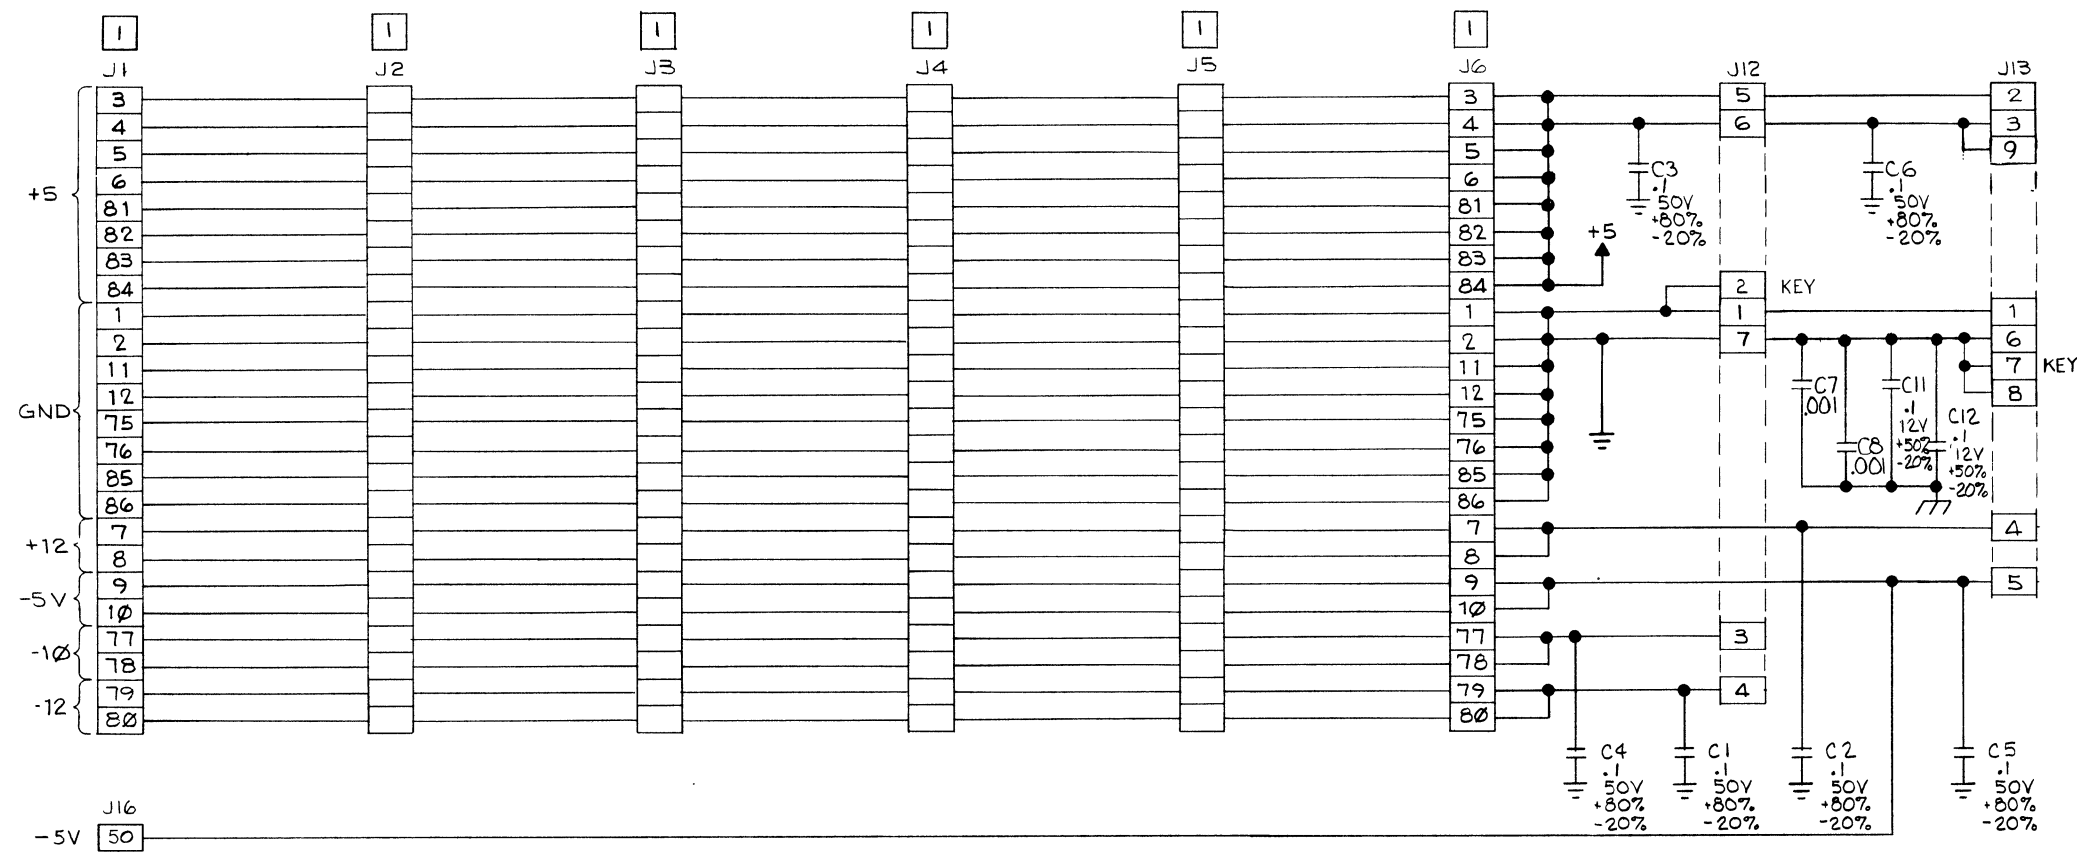 1 1 1 1 1 1
J1 J2 J3 J4 J5 J6 J12 J13
3 3 5 2
4 4 6 3
5 5 9
6 6
81 81
82 82
83 83
84 84 2 KEY
1 1 1 1
2 2 7 6
11 11 7 KEY
12 12 8
75 75
76 76
85 85
86 86
7 7 4
8 8
9 9 5
1Ø 1Ø
77 77 3
78 78
79 79 4
8Ø 8Ø
+5
GND
+12
-5V
-1Ø
-12
+5
C3
.1
50V
+80%
-20%
C6
.1
50V
+80%
-20%
C7
.001
C8
.001
C11
.1
12V
+50%
-20%
C12
.1
12V
+50%
-20%
C4
.1
50V
+80%
-20%
C1
.1
50V
+80%
-20%
C2
.1
50V
+80%
-20%
C5
.1
50V
+80%
-20%
J16
-5V 50